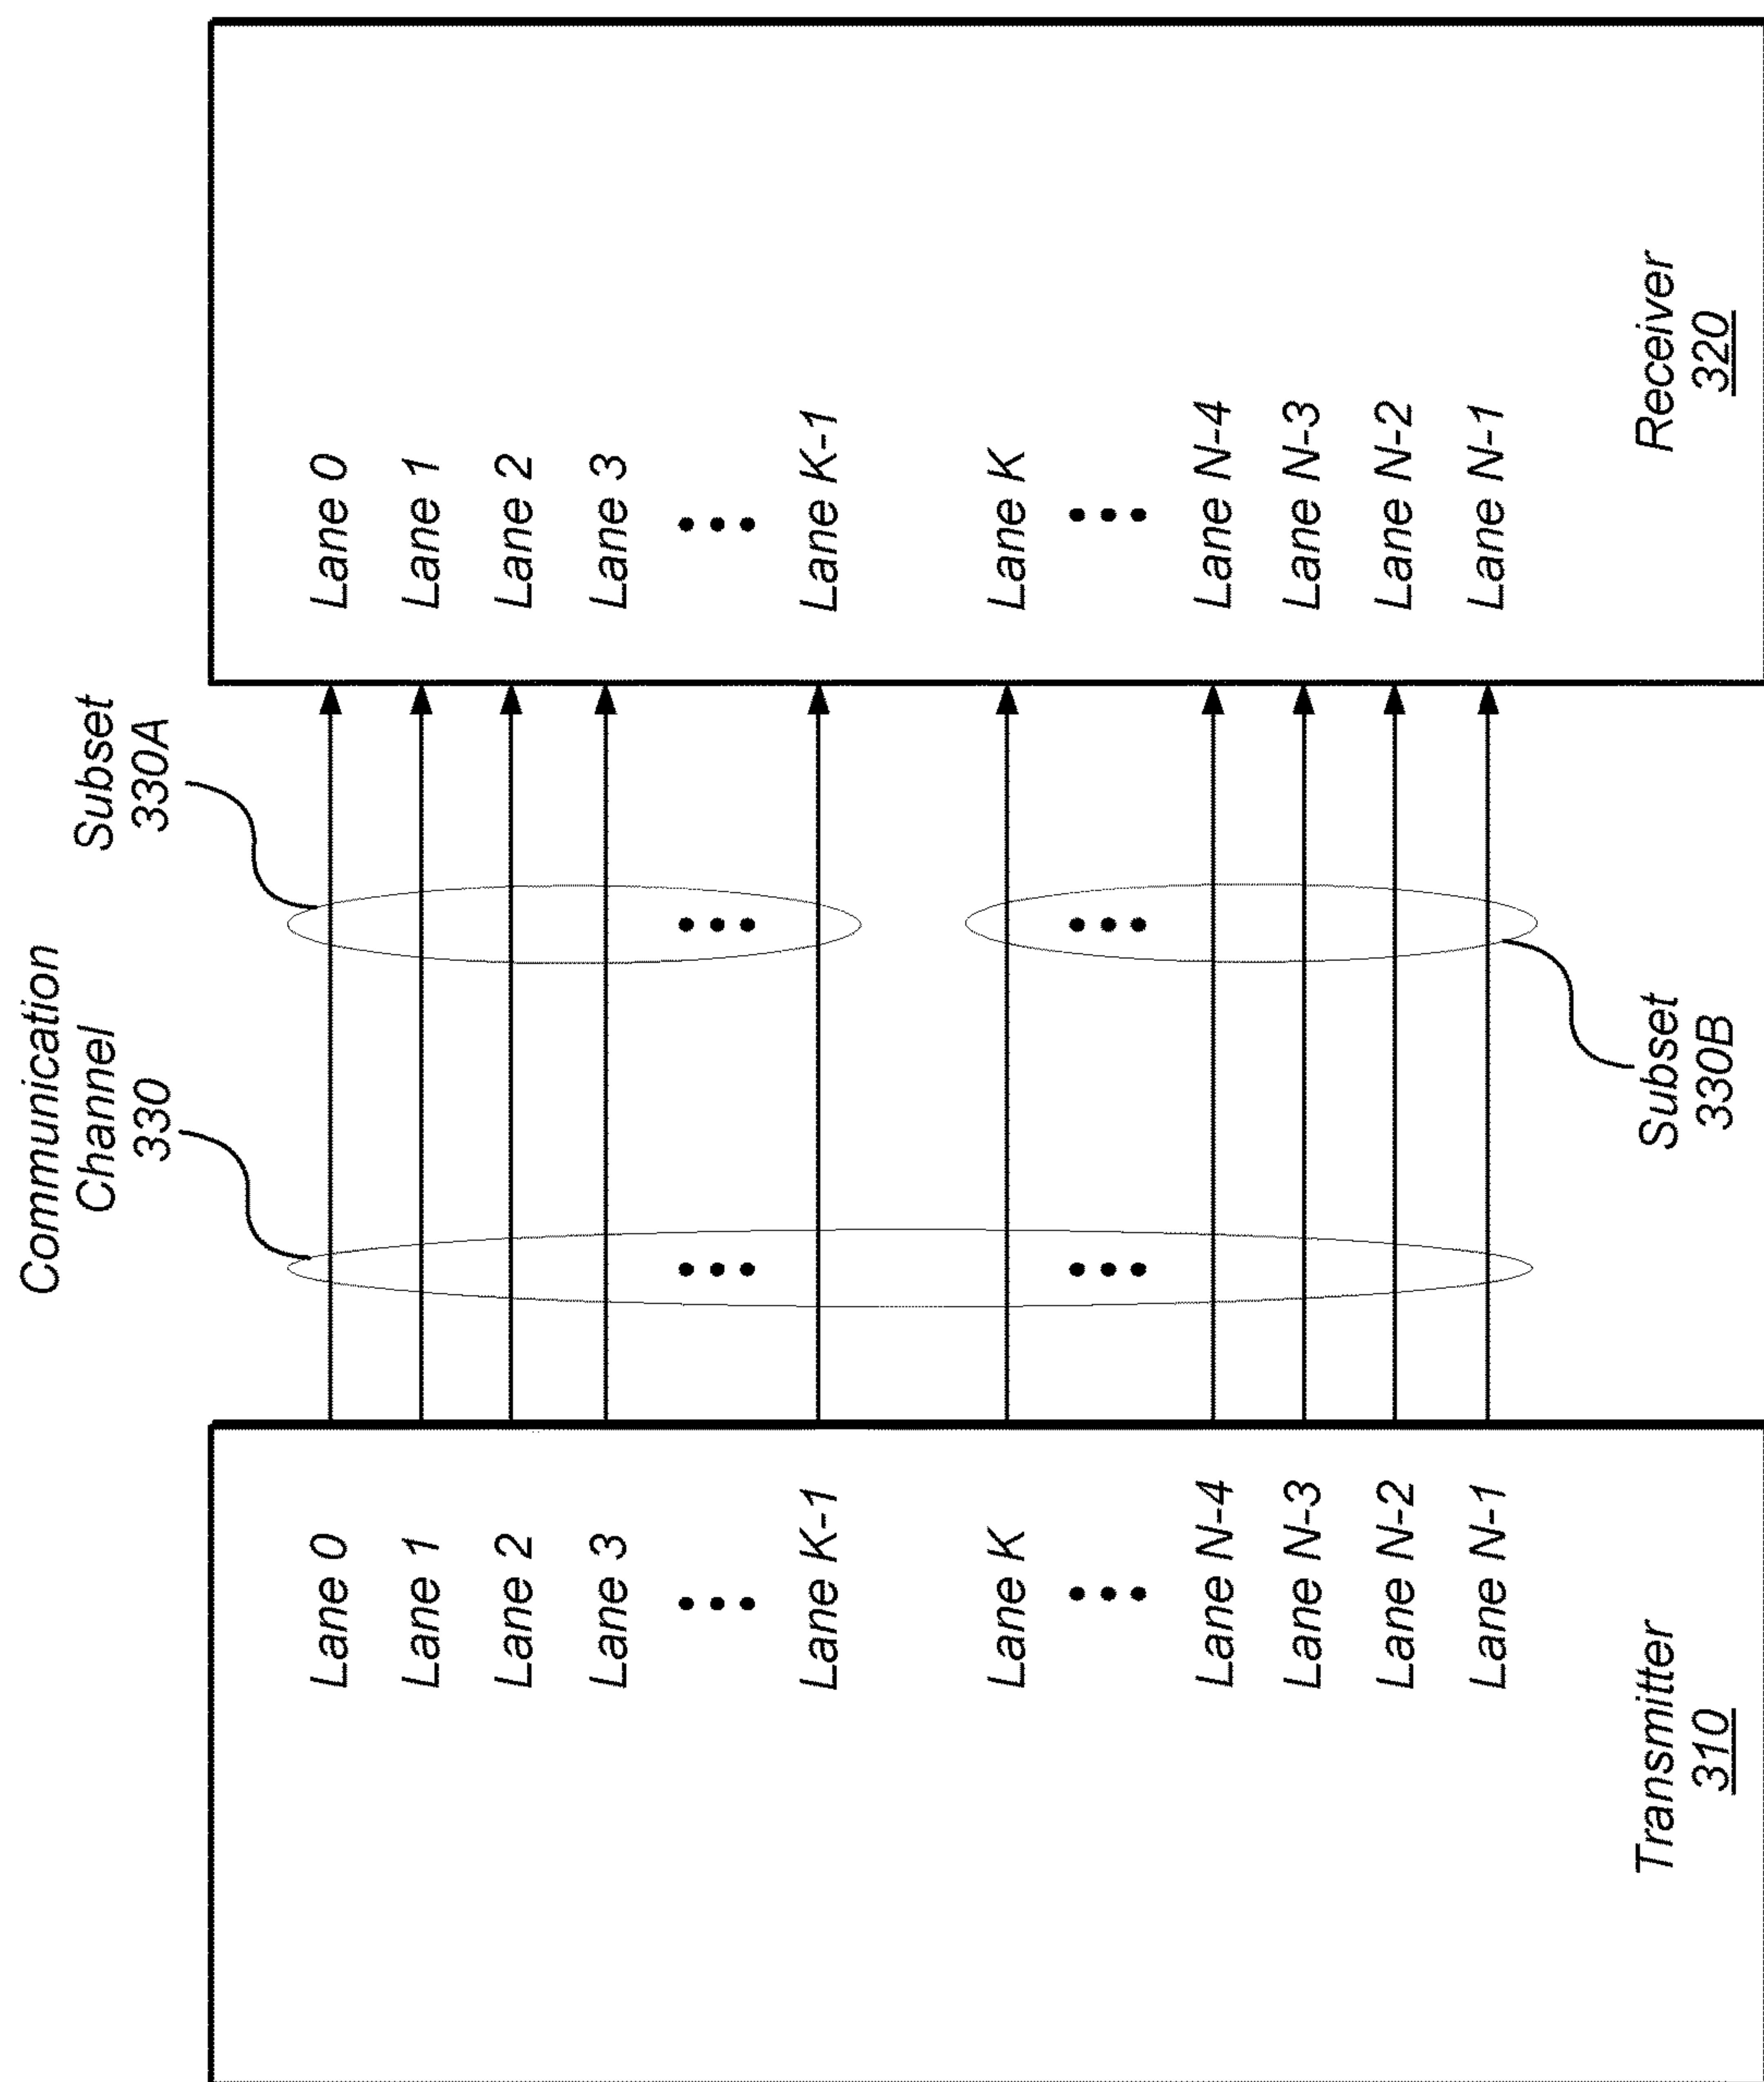 Communication
Channel
330
Subset
330A
Lane 0
Lane 1
Lane 2
Lane 3
Lane K-1
Lane K
Lane N-4
Lane N-3
Lane N-2
Lane N-1
Transmitter
310
Lane 0
Lane 1
Lane 2
Lane 3
Lane K-1
Lane K
Lane N-4
Lane N-3
Lane N-2
Lane N-1
Receiver
320
Subset
330B